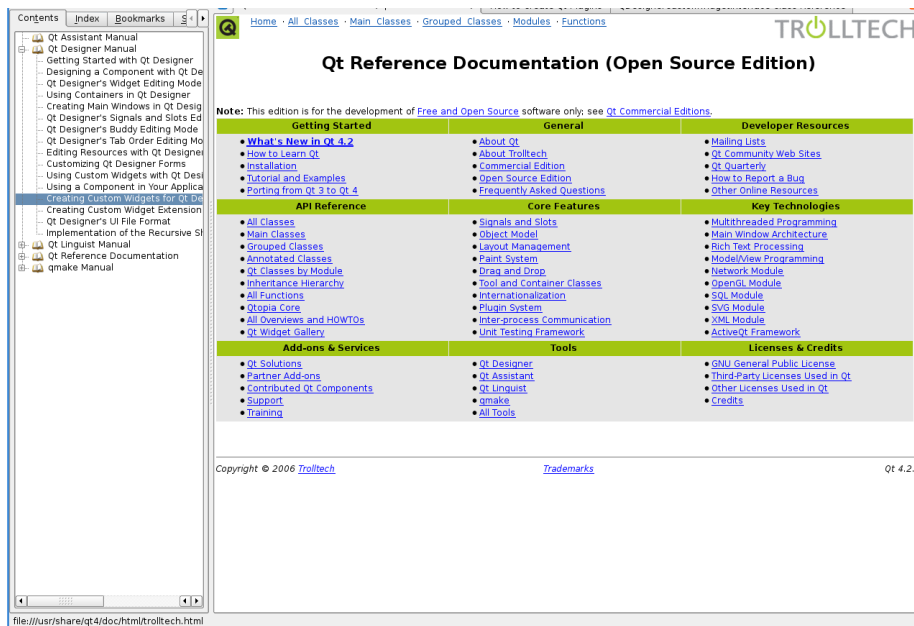 Contents Index Bookmarks S
Qt Assistant Manual
Qt Designer Manual
Getting Started with Qt Designer
Designing a Component with Qt De
Qt Designer's Widget Editing Mode
Using Containers in Qt Designer
Creating Main Windows in Qt Desig
Qt Designer's Signals and Slots Ed
Qt Designer's Buddy Editing Mode
Qt Designer's Tab Order Editing Mo
Editing Resources with Qt Designer
Customizing Qt Designer Forms
Using Custom Widgets with Qt Desi
Using a Component in Your Applica
Creating Custom Widgets for Qt De
Creating Custom Widget Extension
Qt Designer's UI File Format
Implementation of the Recursive Sh
Qt Linguist Manual
Qt Reference Documentation
qmake Manual
Home · All Classes · Main Classes · Grouped Classes · Modules · Functions
TROLLTECH
Qt Reference Documentation (Open Source Edition)
Note: This edition is for the development of Free and Open Source software only; see Qt Commercial Editions.
Getting Started
What's New in Qt 4.2
How to Learn Qt
Installation
Tutorial and Examples
Porting from Qt 3 to Qt 4
General
About Qt
About Trolltech
Commercial Edition
Open Source Edition
Frequently Asked Questions
Developer Resources
Mailing Lists
Qt Community Web Sites
Qt Quarterly
How to Report a Bug
Other Online Resources
API Reference
All Classes
Main Classes
Grouped Classes
Annotated Classes
Qt Classes by Module
Inheritance Hierarchy
All Functions
Qtopia Core
All Overviews and HOWTOs
Qt Widget Gallery
Core Features
Signals and Slots
Object Model
Layout Management
Paint System
Drag and Drop
Tool and Container Classes
Internationalization
Plugin System
Inter-process Communication
Unit Testing Framework
Key Technologies
Multithreaded Programming
Main Window Architecture
Rich Text Processing
Model/View Programming
Network Module
OpenGL Module
SQL Module
SVG Module
XML Module
ActiveQt Framework
Add-ons & Services
Qt Solutions
Partner Add-ons
Contributed Qt Components
Support
Training
Tools
Qt Designer
Qt Assistant
Qt Linguist
qmake
All Tools
Licenses & Credits
GNU General Public License
Third-Party Licenses Used in Qt
Other Licenses Used in Qt
Credits
Copyright © 2006 Trolltech Trademarks Qt 4.2.
file:///usr/share/qt4/doc/html/trolltech.html